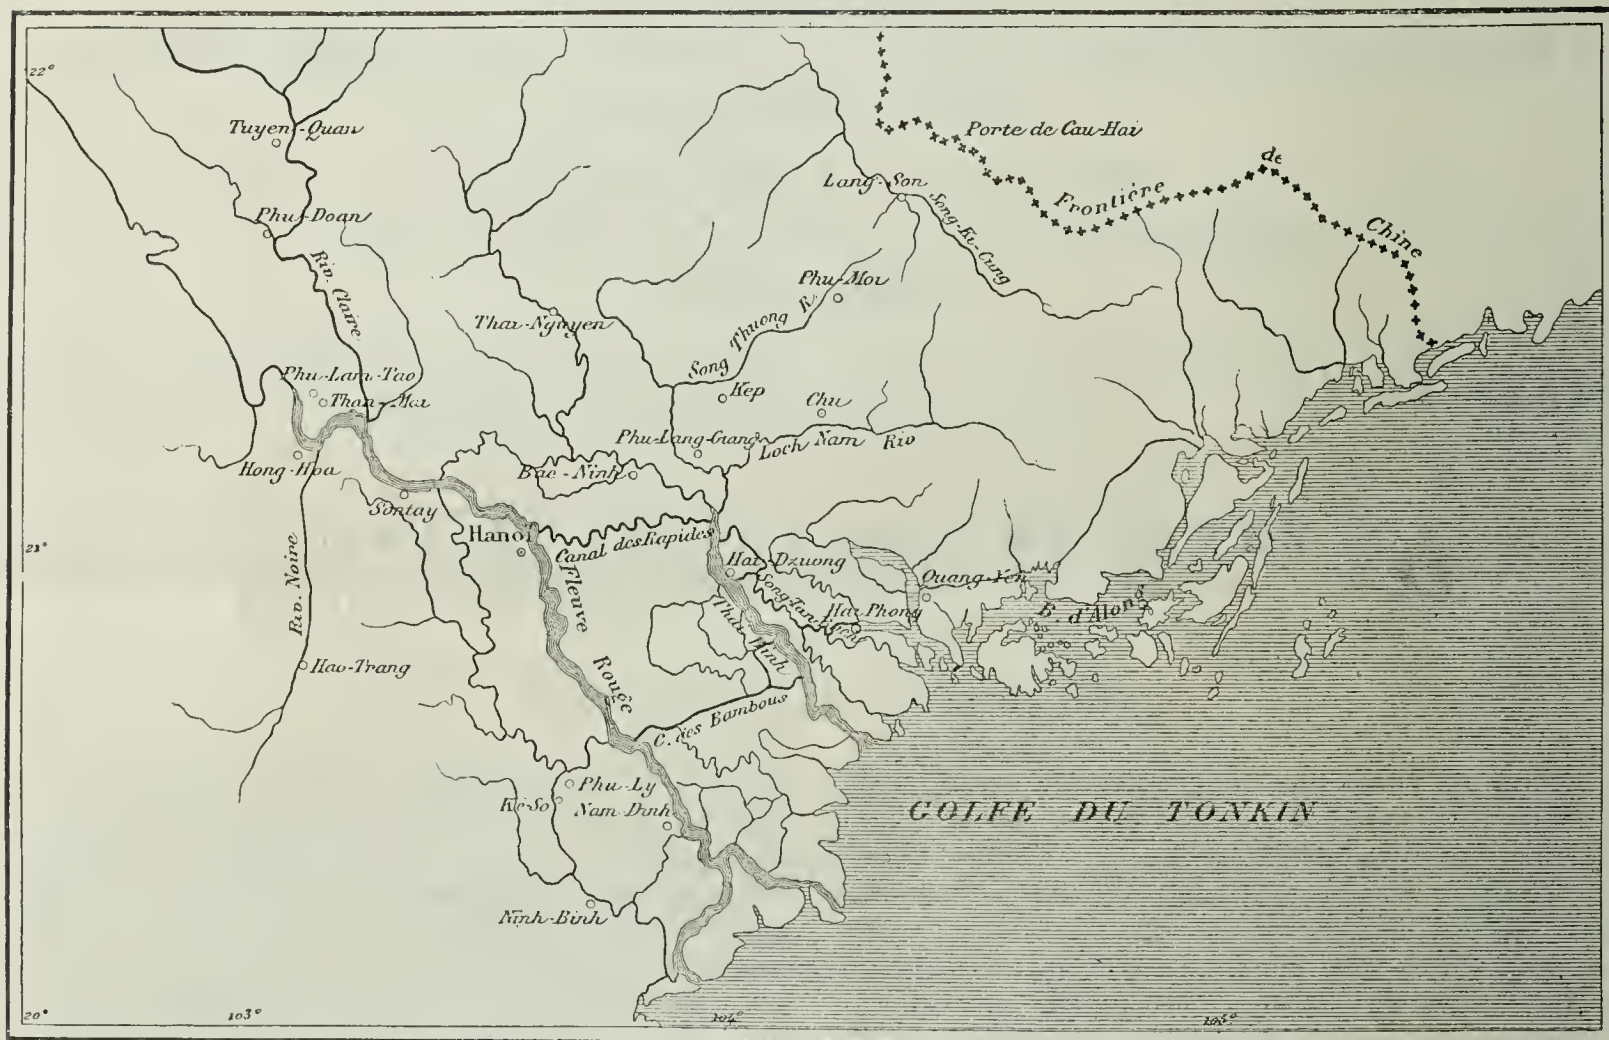 22°
Tuyen-Quan
Porte de Cau-Hai
de
Frontière
Chine
Lang-Son
Song-Ki-Cung
Phu-Doan
Riv. Claire
Phu-Moi
Thai-Nguyen
Song Thuong R.
Phu-Lam-Tao
Than-Mai
Kep
Chu
Phu-Lang-Giang
Loch Nam Riv
Hong-Hoa
Bac-Ninh
Sontay
21°
Hanoï
Canal des Rapides
Riv. Noire
Fleuve
Rouge
Hai-Dzuong
Quang-Yen
Haï Phong
B. d'Along
Thai-Binh
Hao-Trang
C. des Bambous
Phu-Ly
Ké-So
Nam-Dinh
GOLFE DU TONKIN
Ninh-Binh
20°
103°
104°
105°